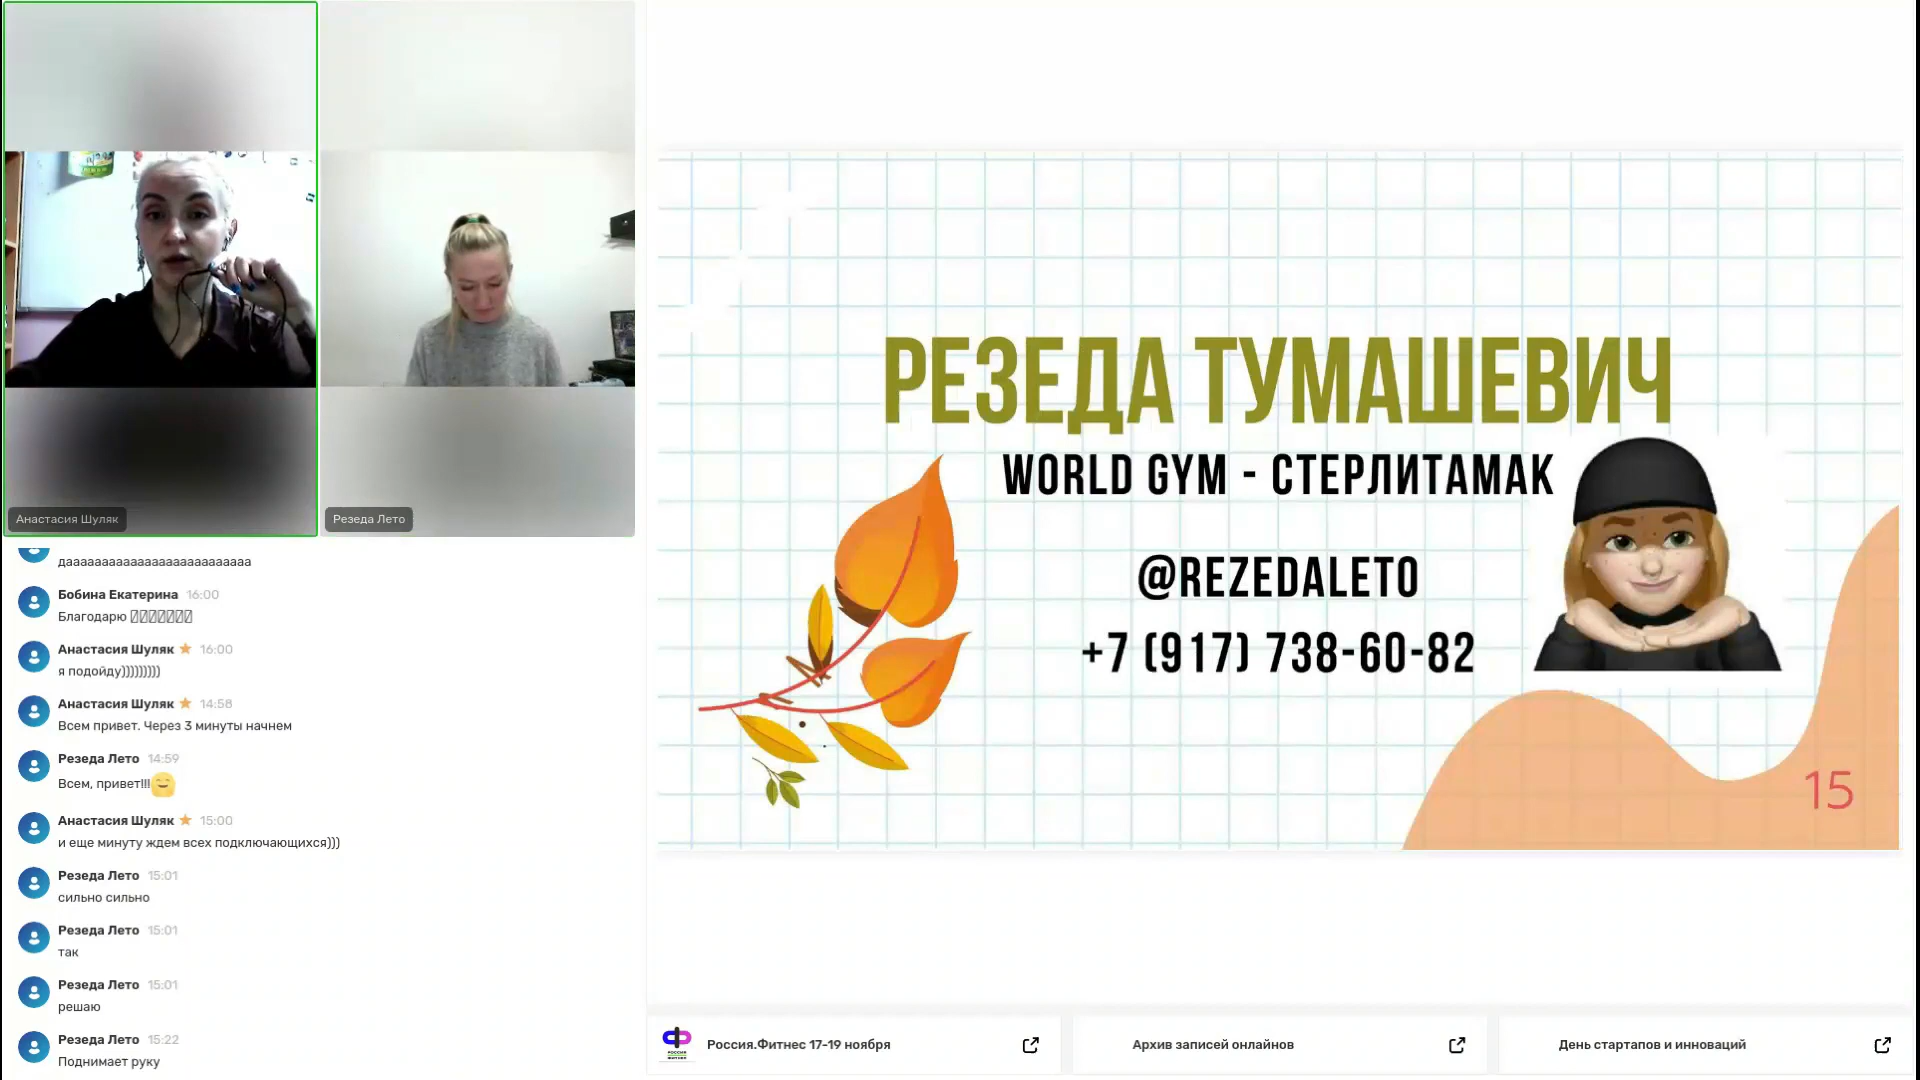 Анастасия Шуляк
Резеда Лето
дааааааааааааааааааааааааааа
Бобина Екатерина 16:00
Благодарю
Анастасия Шуляк 16:00
я подойду)))))))))
Анастасия Шуляк 14:58
Всем привет. Через 3 минуты начнем
Резеда Лето 14:59
Всем, привет!!!
Анастасия Шуляк 15:00
и еще минуту ждем всех подключающихся)))
Резеда Лето 15:01
сильно сильно
Резеда Лето 15:01
так
Резеда Лето 15:01
решаю
Резеда Лето 15:22
Поднимает руку
РЕЗЕДА ТУМАШЕВИЧ
WORLD GYM - СТЕРЛИТАМАК
@REZEDALETO
+7 (917) 738-60-82
15
РОССИЯ
ФИТНЕС
Россия.Фитнес 17-19 ноября
Архив записей онлайнов
День стартапов и инноваций